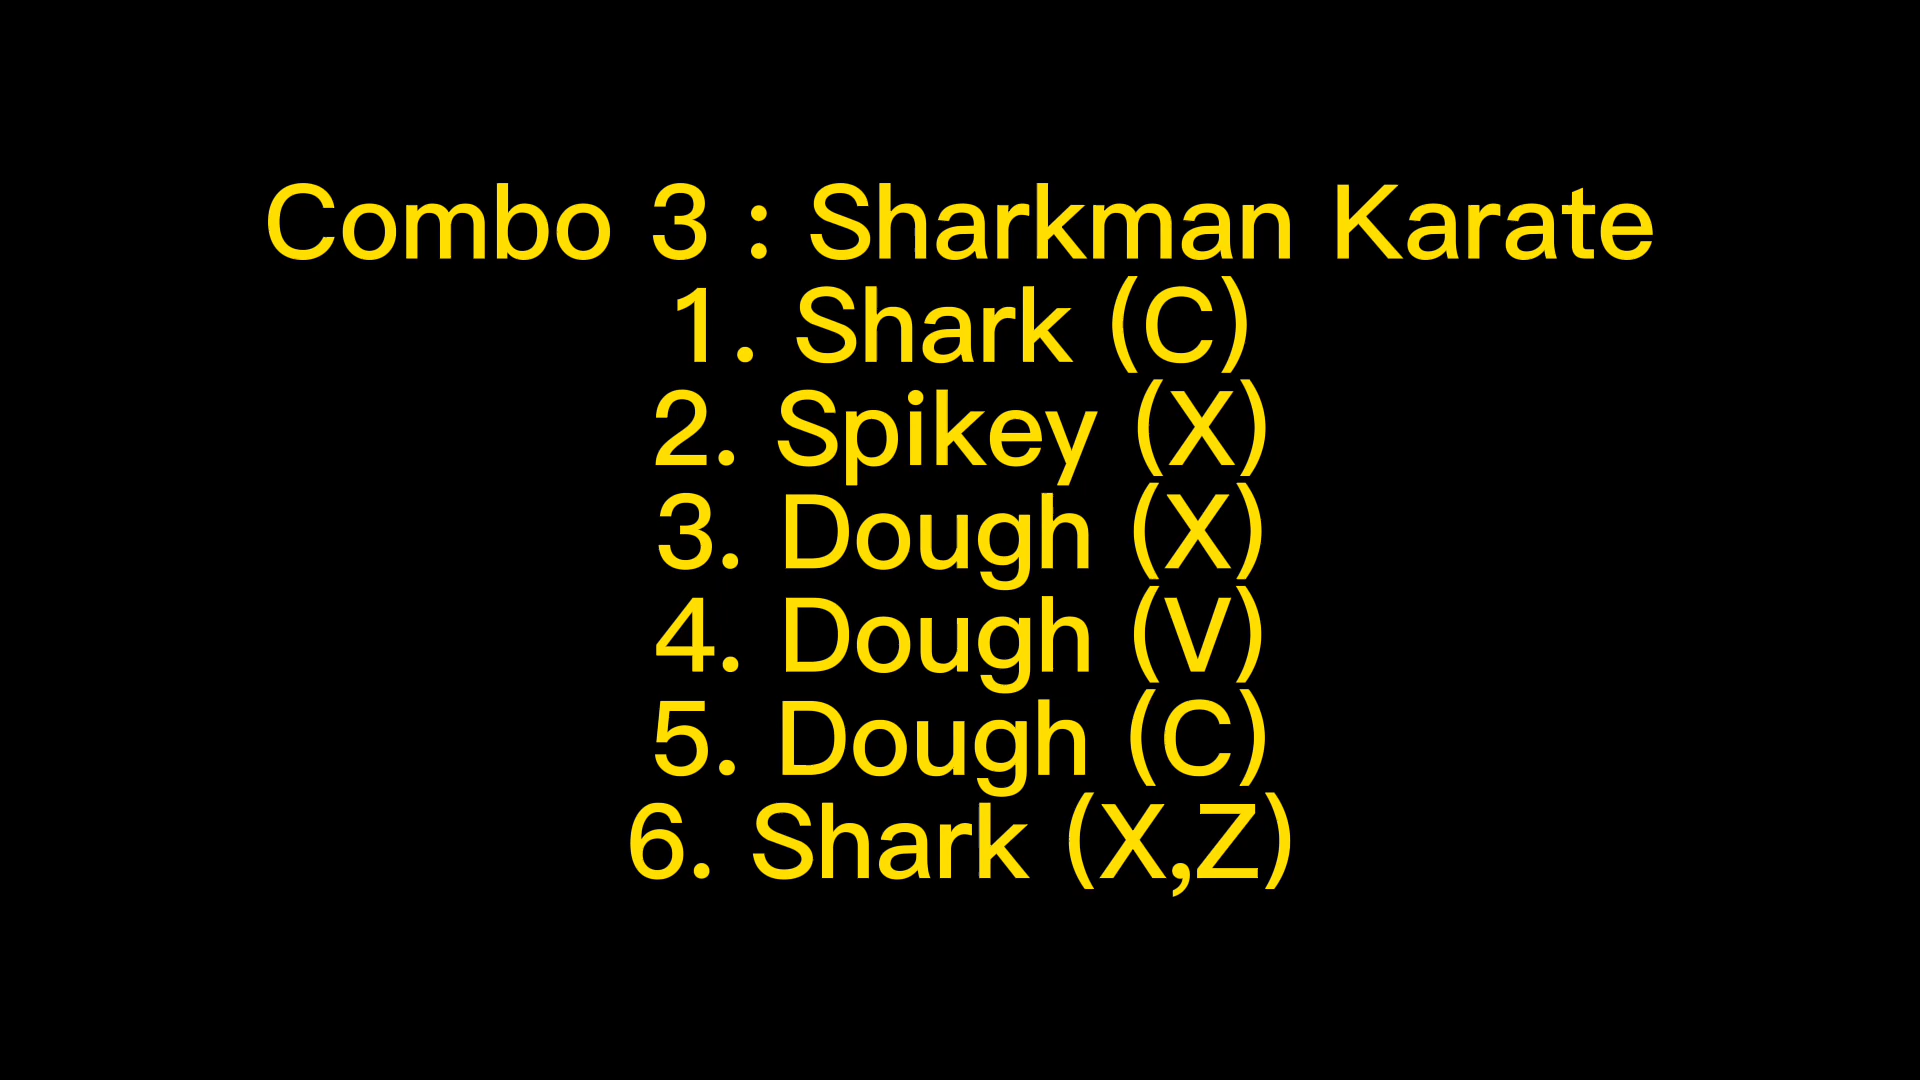 Combo 3 : Sharkman Karate
1. Shark (C)
2. Spikey (X)
3. Dough (X)
4. Dough (V)
5. Dough (C)
6. Shark (X,Z)